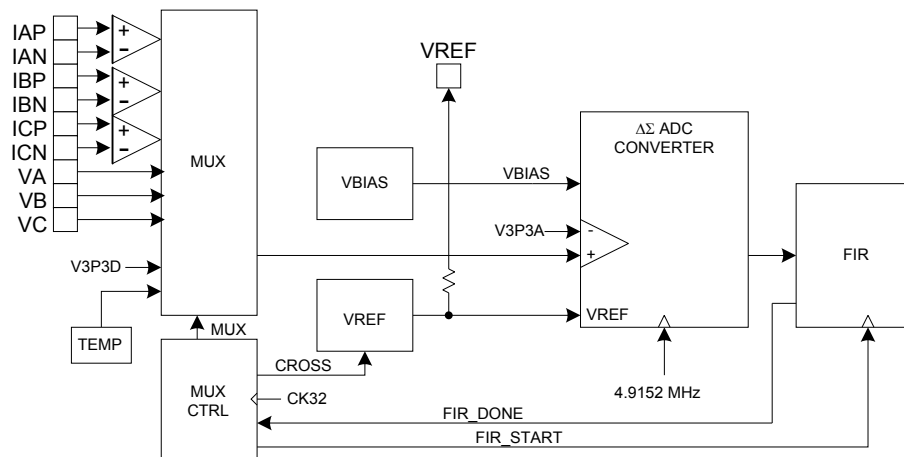 IAP
IAN
IBP
IBN
ICP
ICN
VA
VB
VC
+
−
+
−
+
−
MUX
V3P3D
TEMP
MUX
MUX
CTRL
CROSS
CK32
VREF
VBIAS
VBIAS
V3P3A
-
+
VREF
VREF
ΔΣ ADC
CONVERTER
4.9152 MHz
FIR
FIR_DONE
FIR_START